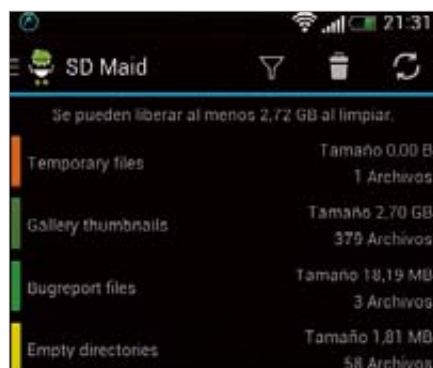 21:31
SD Maid
Se pueden liberar al menos 2,72 GB al limpiar.
Temporary files
Tamaño 0,00 B
1 Archivos
Gallery thumbnails
Tamaño 2,70 GB
379 Archivos
Bugreport files
Tamaño 18,19 MB
3 Archivos
Empty directories
Tamaño 1,81 MB
58 Archivos